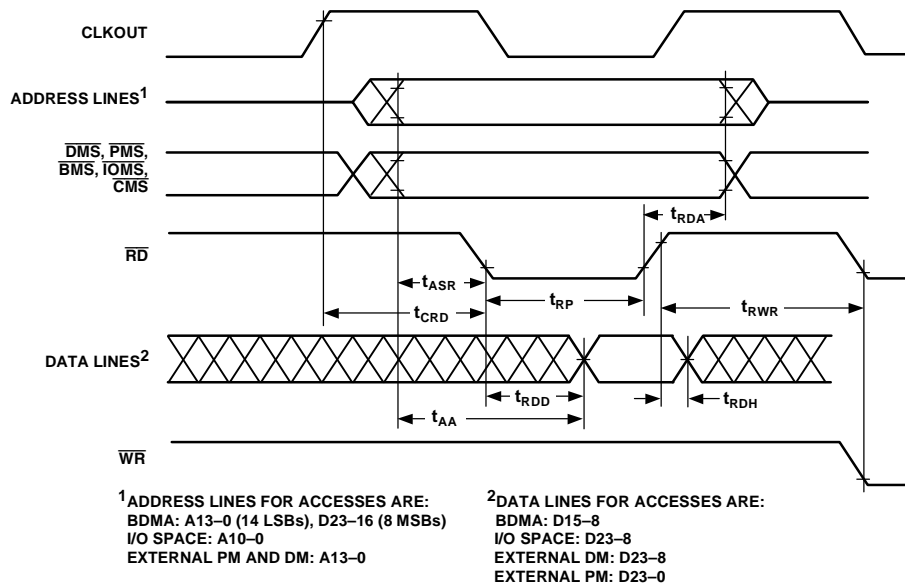 CLKOUT
ADDRESS LINES1
DMS, PMS,
BMS, IOMS,
CMS
tRDA
RD
tASR
tRP
tCRD
tRWR
DATA LINES2
tRDD
tRDH
tAA
WR
1ADDRESS LINES FOR ACCESSES ARE:
BDMA: A13–0 (14 LSBs), D23–16 (8 MSBs)
I/O SPACE: A10–0
EXTERNAL PM AND DM: A13–0
2DATA LINES FOR ACCESSES ARE:
BDMA: D15–8
I/O SPACE: D23–8
EXTERNAL DM: D23–8
EXTERNAL PM: D23–0